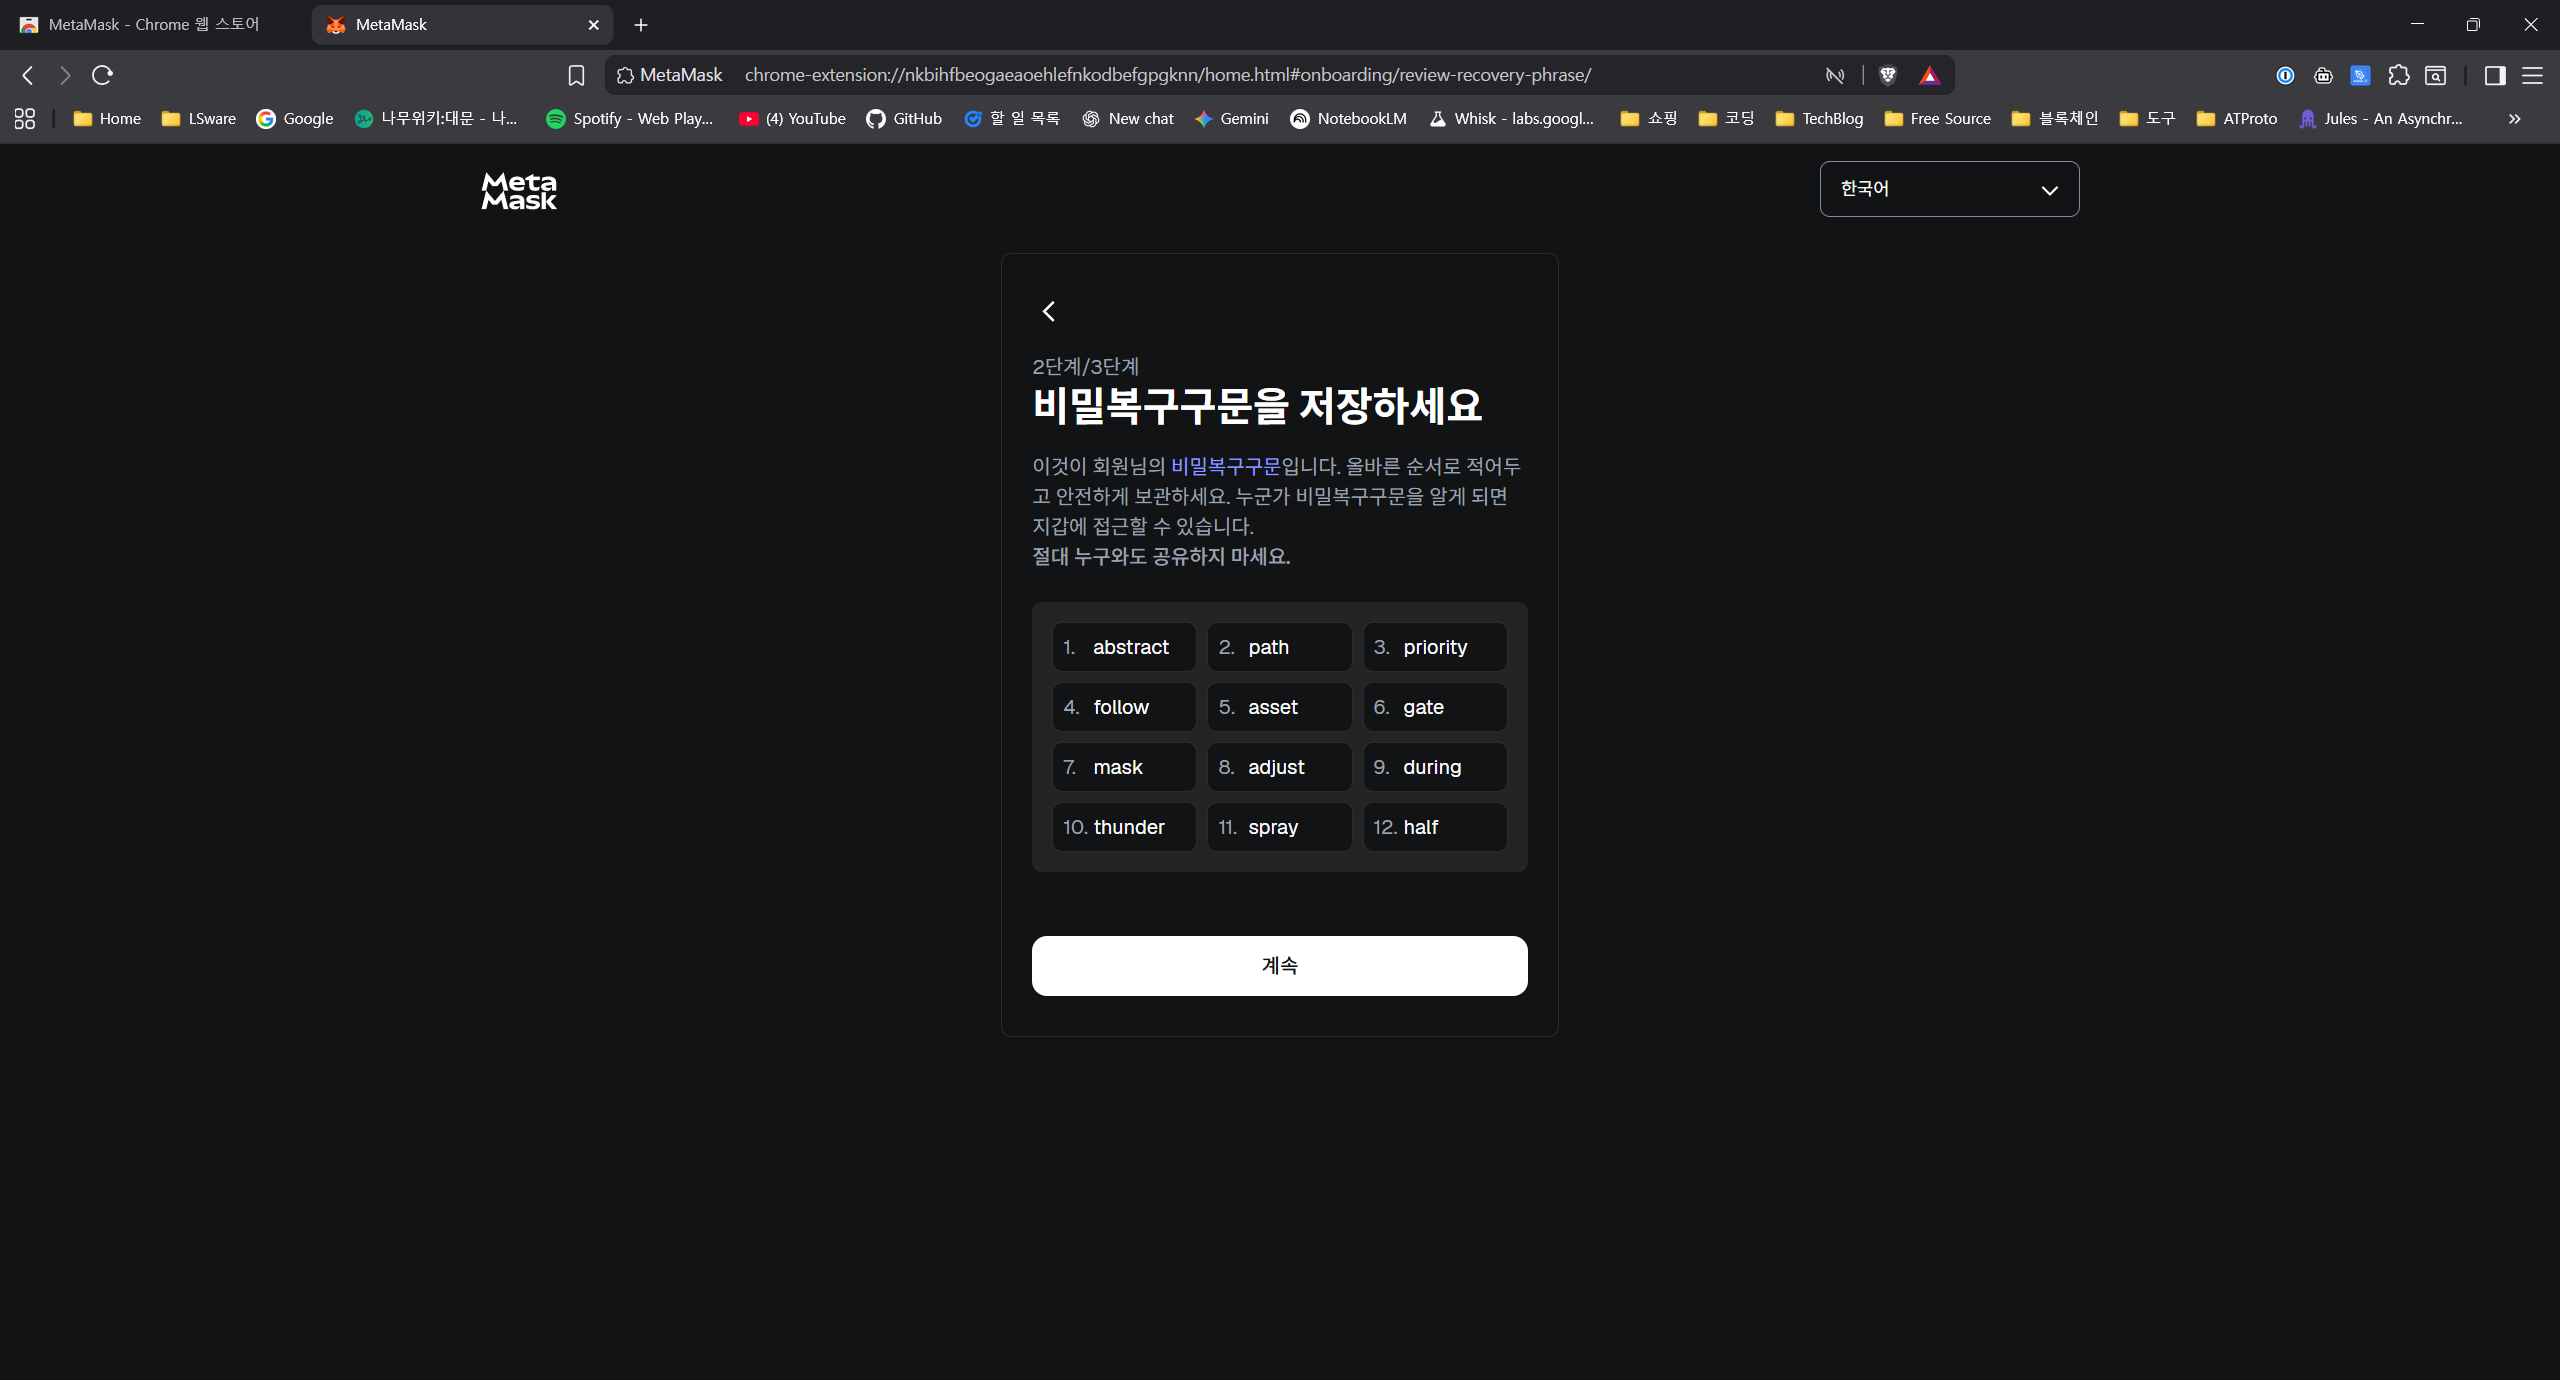 MetaMask - Chrome 웹 스토어
MetaMask
MetaMask chrome-extension://nkbihfbeogaeaoehlefnkodbefgpgknn/home.html#onboarding/review-recovery-phrase/
Home LSware Google 나무위키:대문 - 나... Spotify - Web Play... (4) YouTube GitHub 할 일 목록 New chat Gemini NotebookLM Whisk - labs.googl... 쇼핑 코딩 TechBlog Free Source 블록체인 도구 ATProto Jules - An Asynchr...
Meta
Mask
한국어
2단계/3단계
비밀복구구문을 저장하세요
이것이 회원님의 비밀복구구문입니다. 올바른 순서로 적어두
고 안전하게 보관하세요. 누군가 비밀복구구문을 알게 되면
지갑에 접근할 수 있습니다.
절대 누구와도 공유하지 마세요.
1. abstract 2. path 3. priority
4. follow 5. asset 6. gate
7. mask 8. adjust 9. during
10. thunder 11. spray 12. half
계속